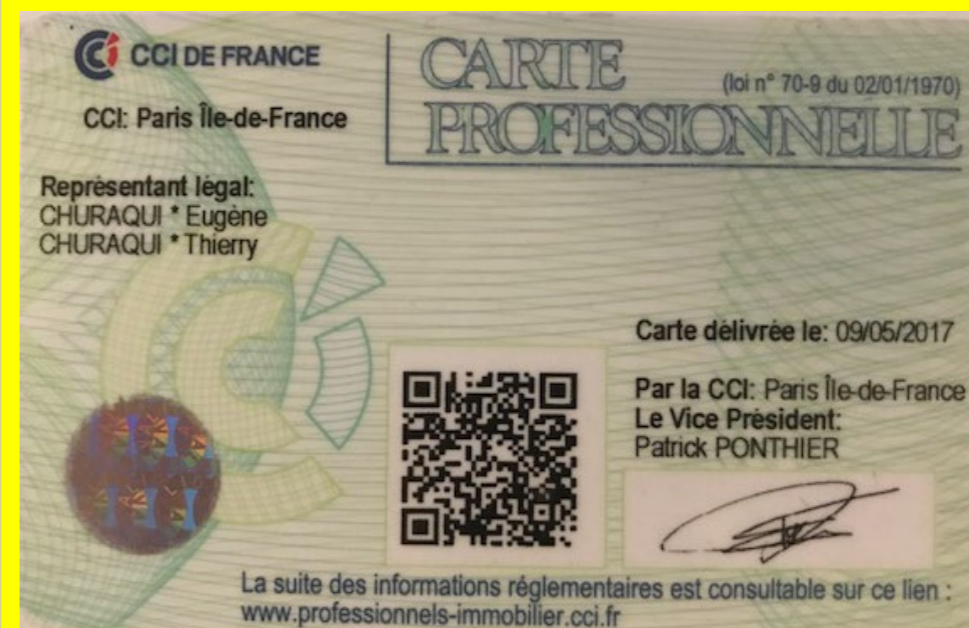 CCI DE FRANCE
CCI: Paris Île-de-France
CARTE
PROFESSIONNELLE
(loi n° 70-9 du 02/01/1970)
Représentant légal:
CHURAQUI * Eugène
CHURAQUI * Thierry
Carte délivrée le: 09/05/2017
Par la CCI: Paris Île-de-France
Le Vice Président:
Patrick PONTHIER
La suite des informations réglementaires est consultable sur ce lien :
www.professionnels-immobilier.cci.fr